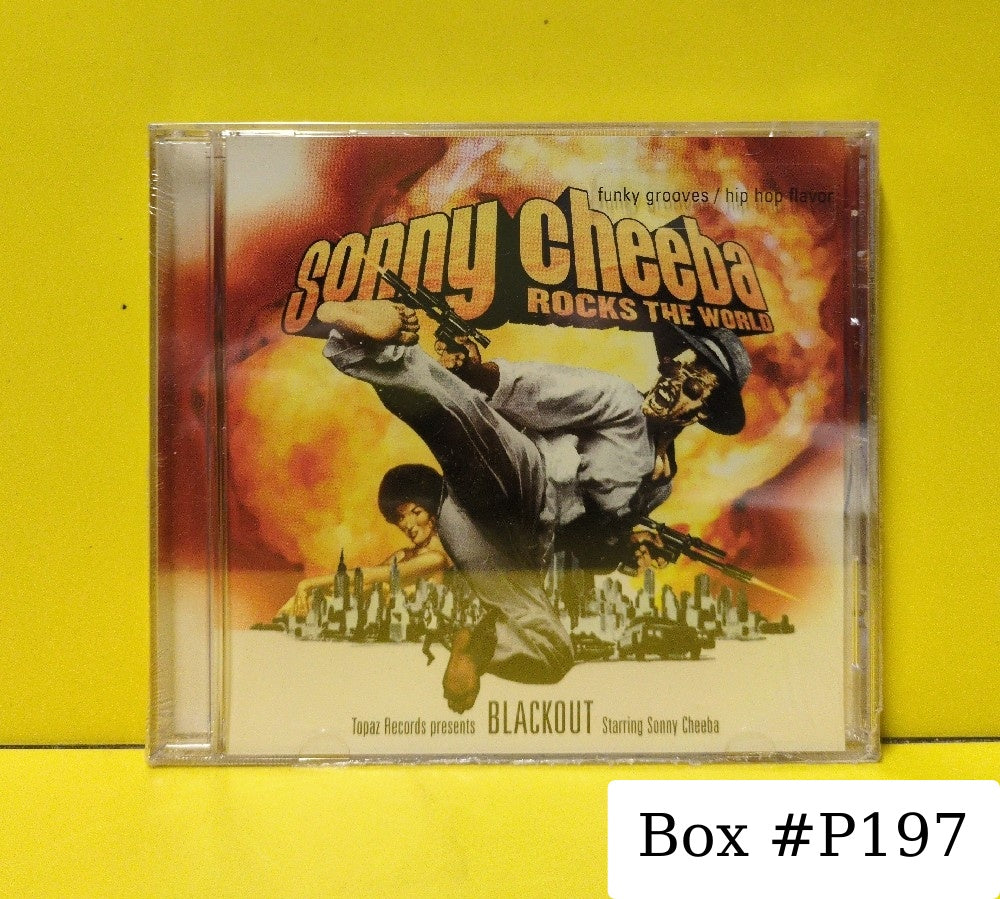 funky grooves / hip hop flavor
sonny cheeba
ROCKS THE WORLD
Topaz Records presents BLACKOUT Starring Sonny Cheeba
Box #P197